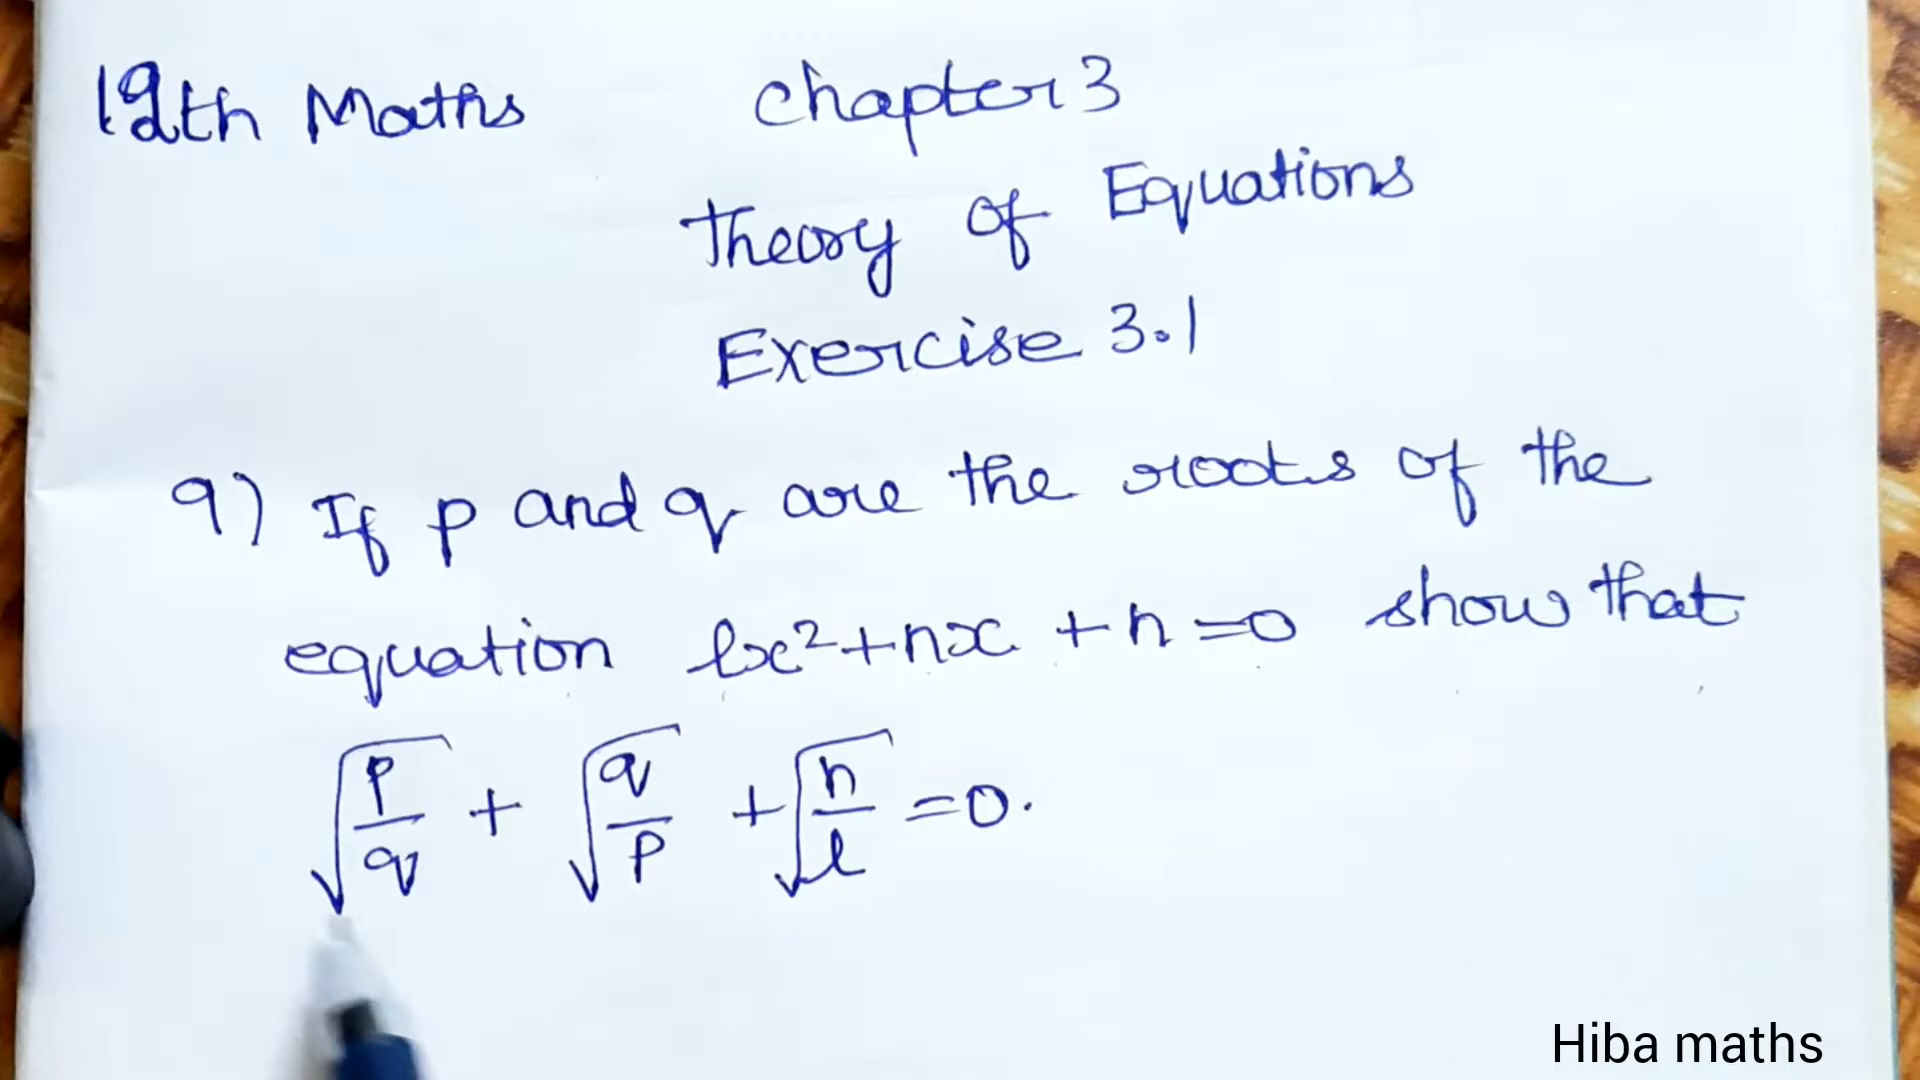 12th Maths chapter 3
Theory of Equations
Exercise 3.1
9) If p and q are the roots of the
equation lx²+nx+n=0 show that
√(p/q) + √(q/p) + √(n/l) = 0.
Hiba maths